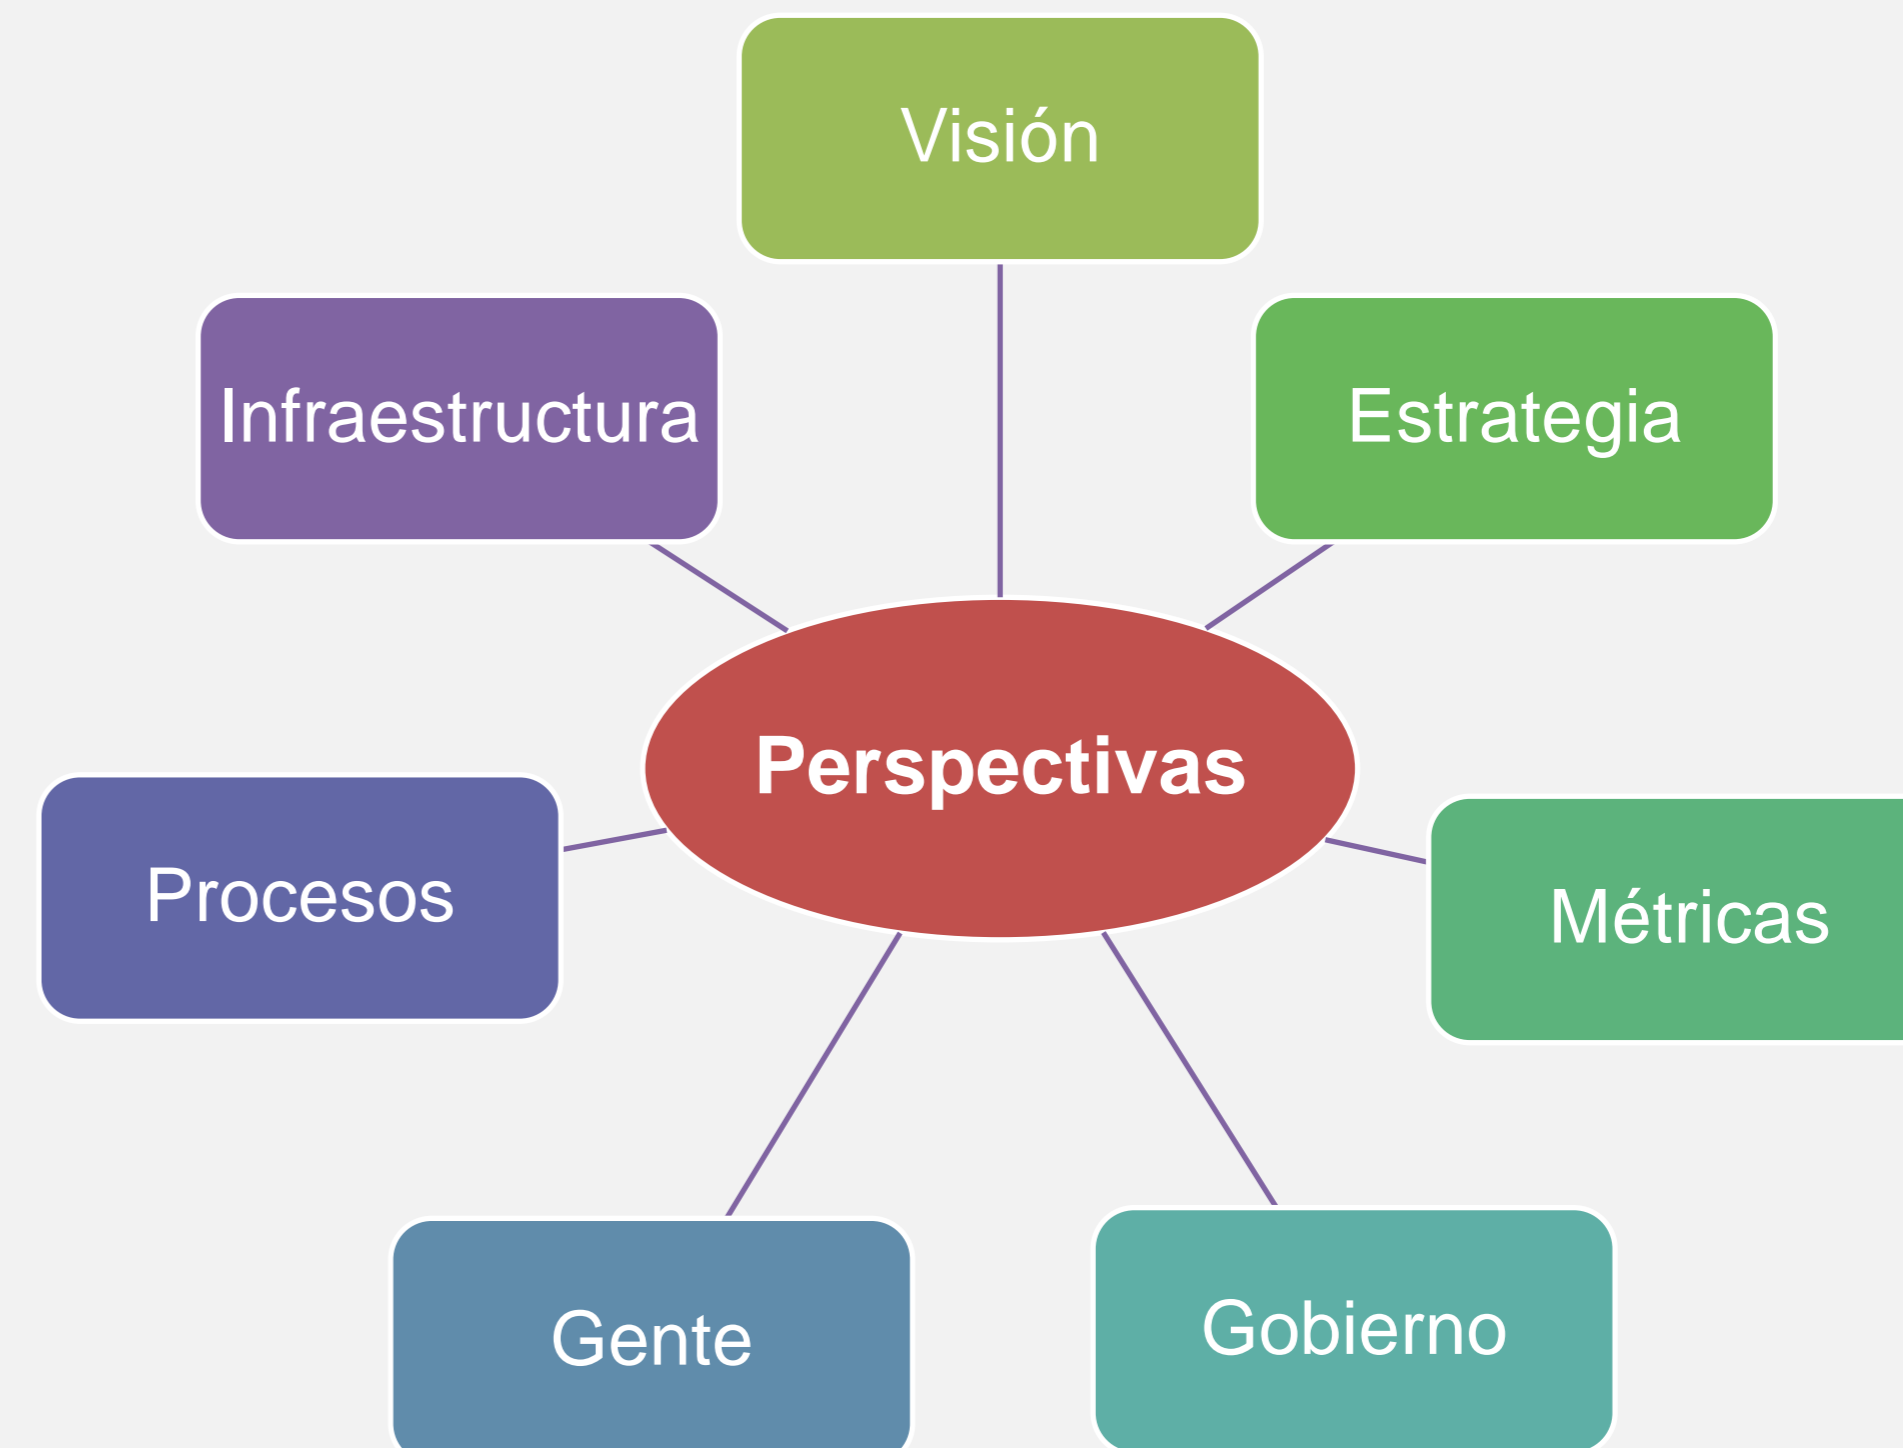 Visión
Infraestructura
Estrategia
Perspectivas
Procesos
Métricas
Gente
Gobierno